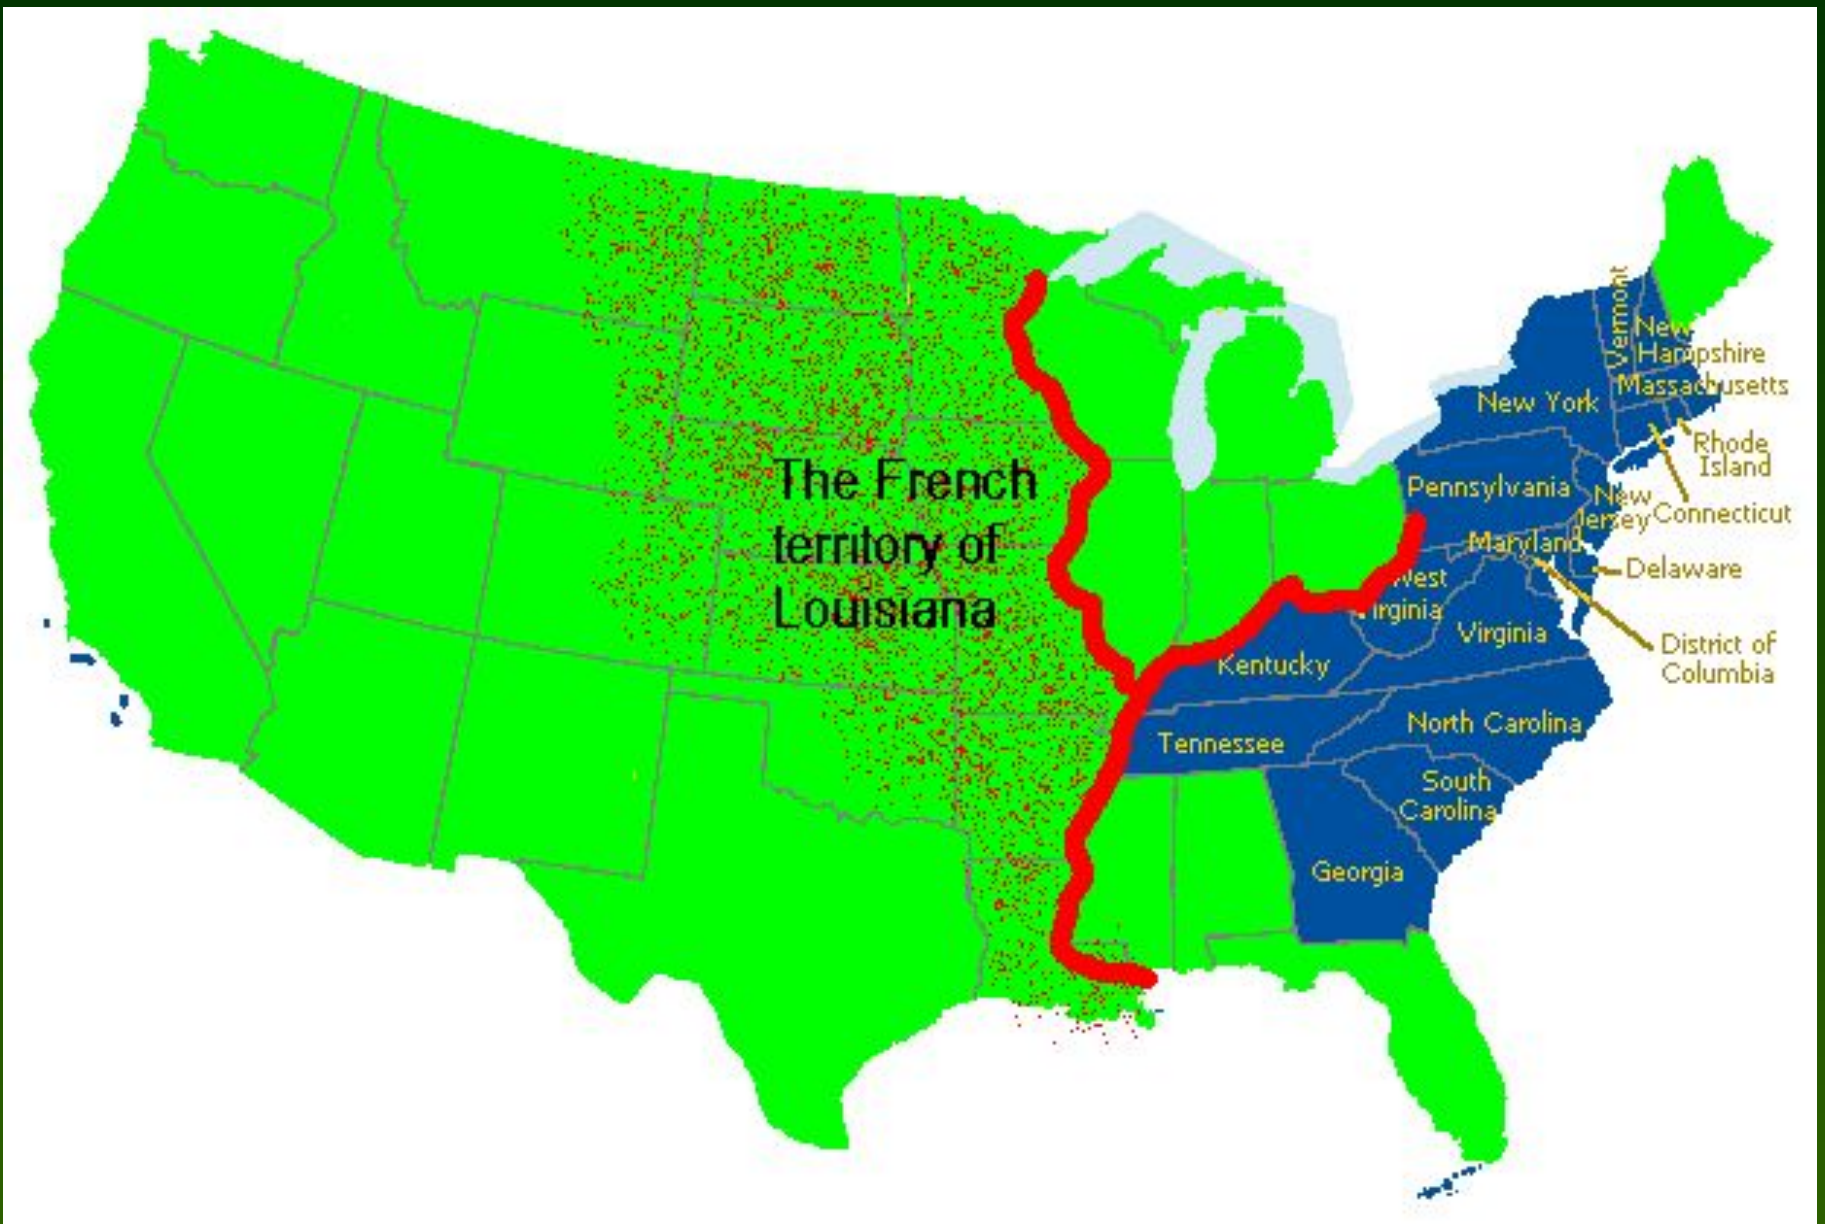 The French
territory of
Louisiana
Vermont
New
Hampshire
Massachusetts
New York
Rhode
Island
Connecticut
Pennsylvania
New
Jersey
Maryland
Delaware
West
Virginia
Virginia
District of
Columbia
Kentucky
North Carolina
Tennessee
South
Carolina
Georgia